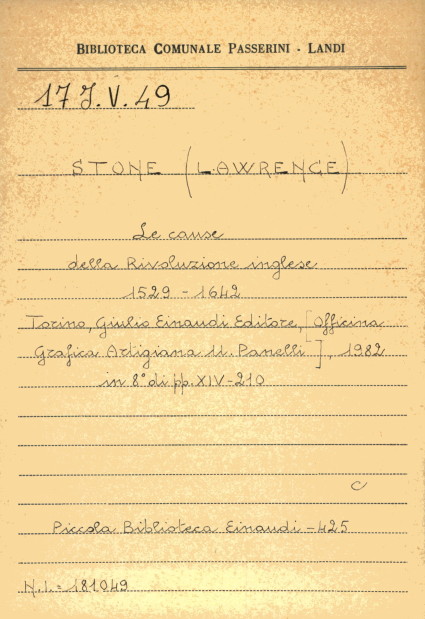 BIBLIOTECA COMUNALE PASSERINI - LANDI
17 J.V.49
STONE (LAWRENCE)
Le cause
della Rivoluzione inglese
1529 - 1642
Torino, Giulio Einaudi Editore, [Officina
Grafica Artigiana U. Panelli], 1982
in 8° di pp. XIV-210
C
Piccola Biblioteca Einaudi - 425
N.I. = 181049